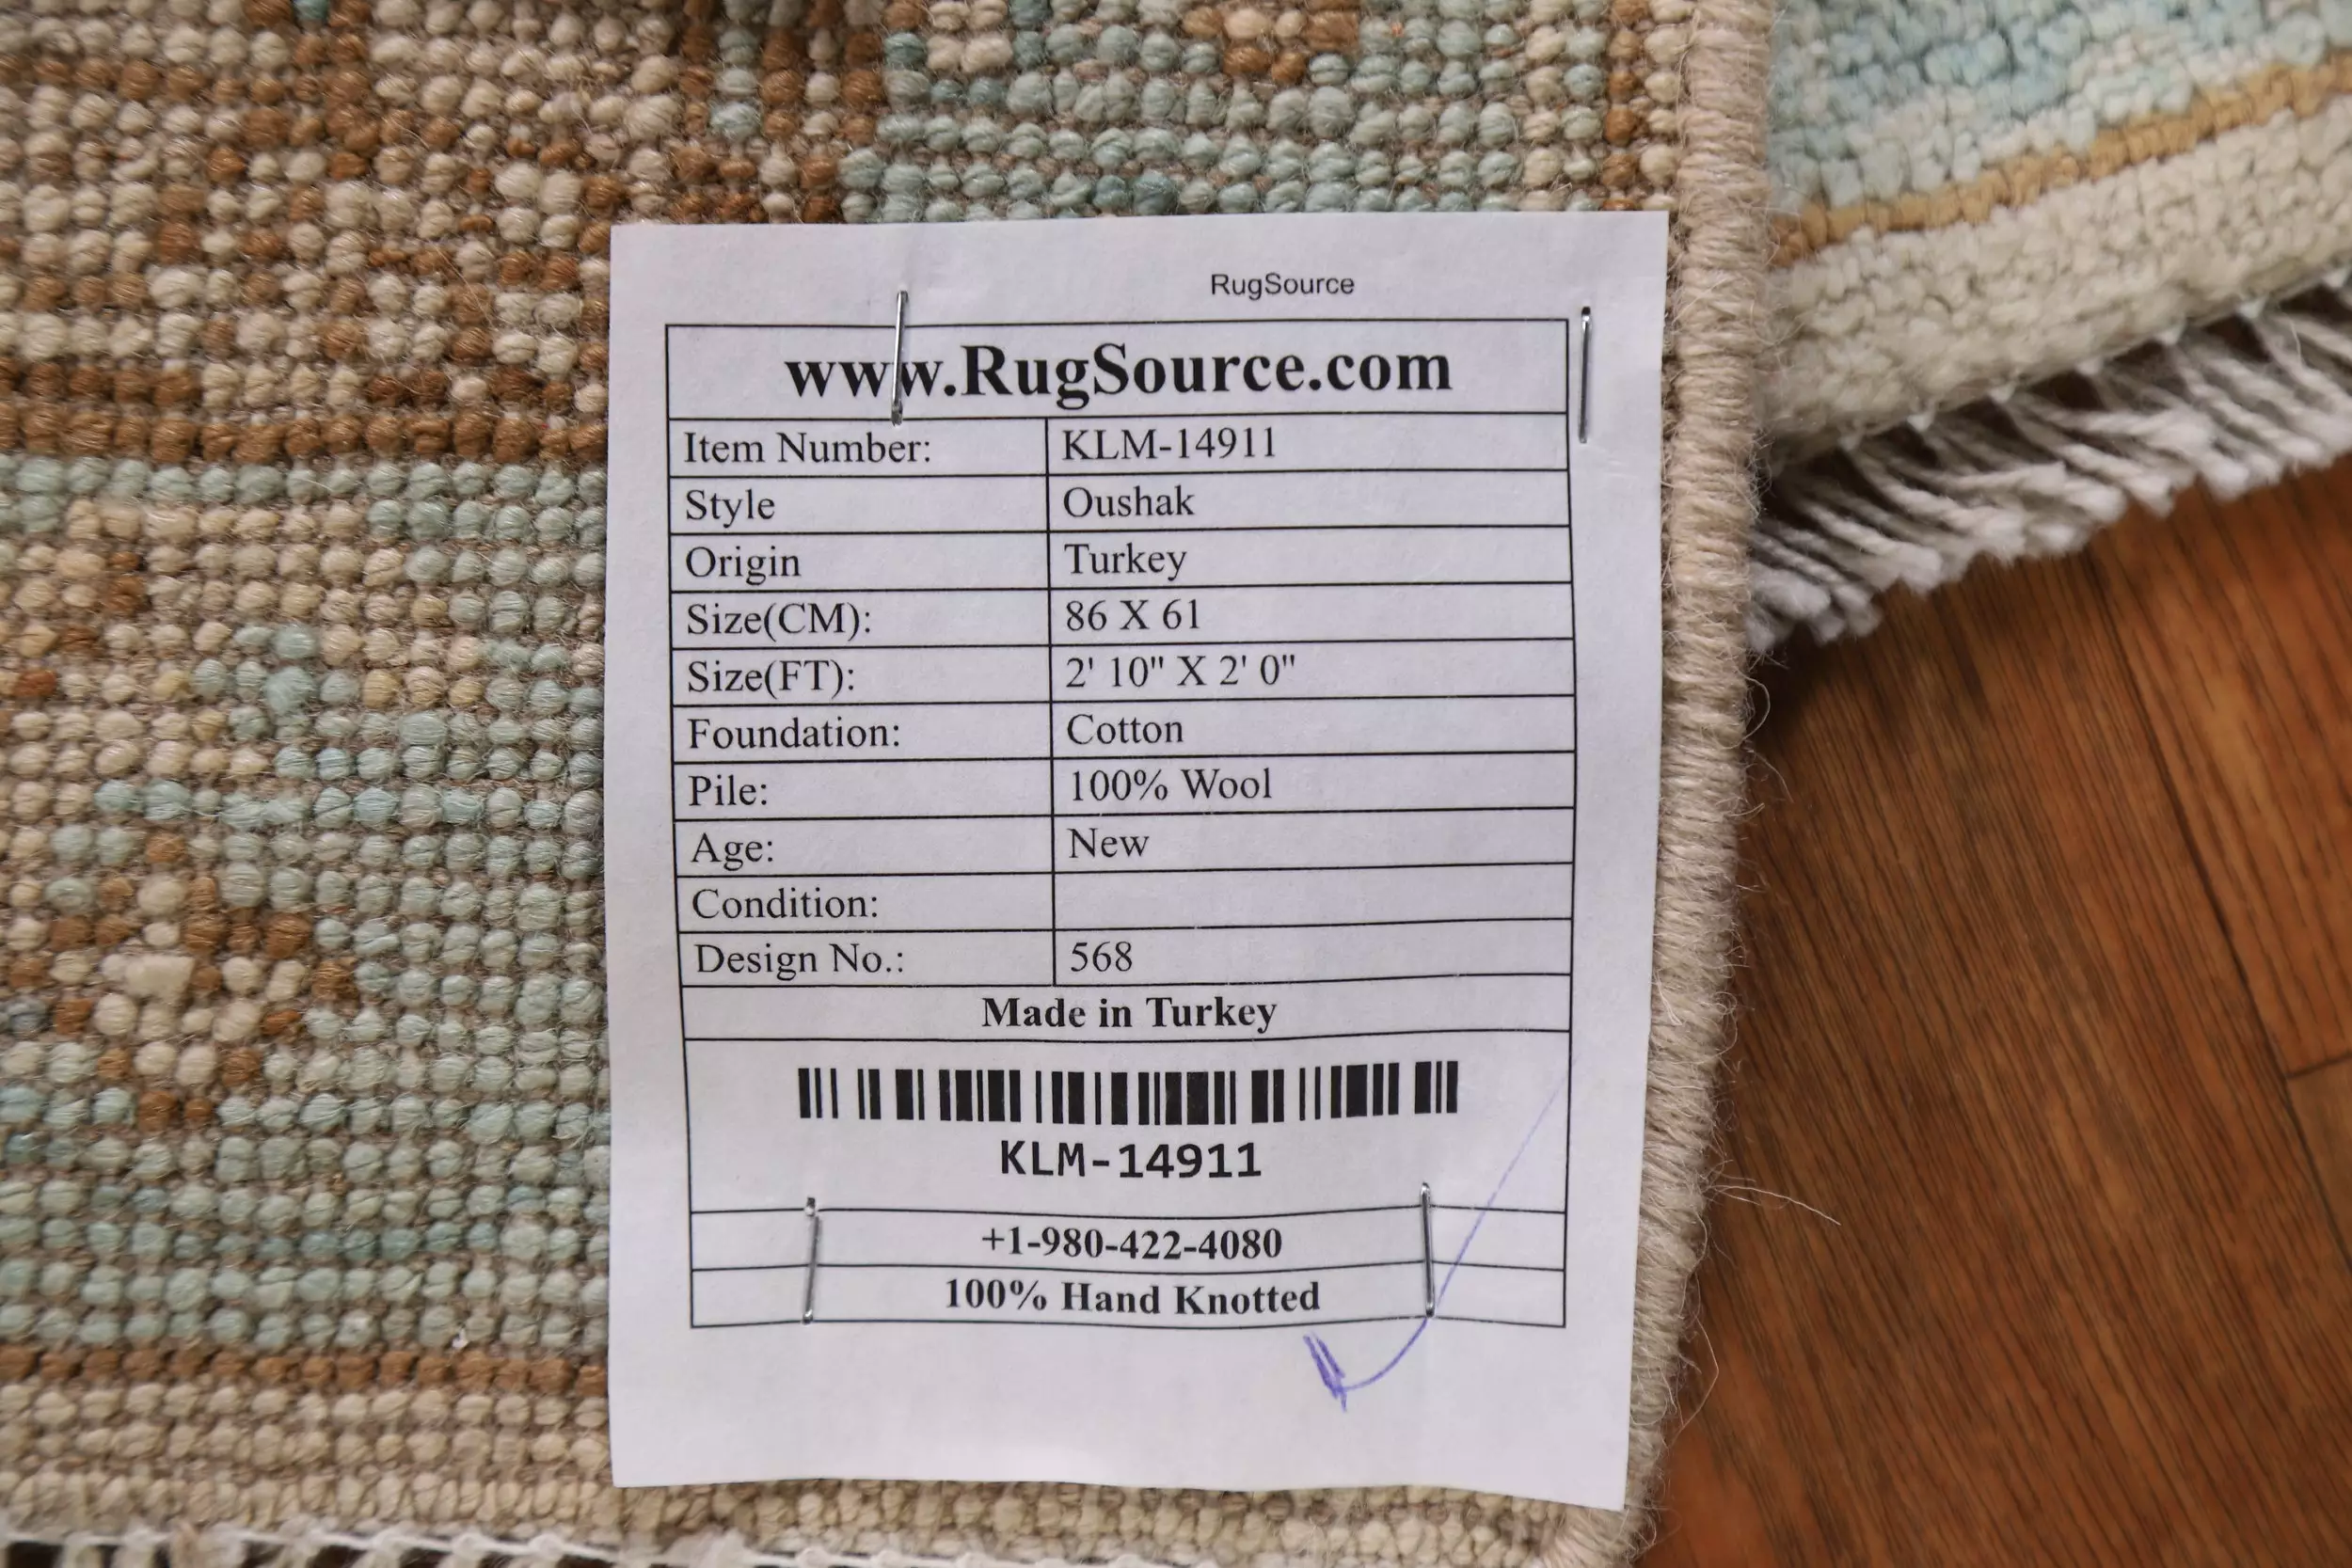 RugSource
www.RugSource.com
Item Number: KLM-14911
Style Oushak
Origin Turkey
Size(CM): 86 X 61
Size(FT): 2' 10" X 2' 0"
Foundation: Cotton
Pile: 100% Wool
Age: New
Condition:
Design No.: 568
Made in Turkey
KLM-14911
+1-980-422-4080
100% Hand Knotted